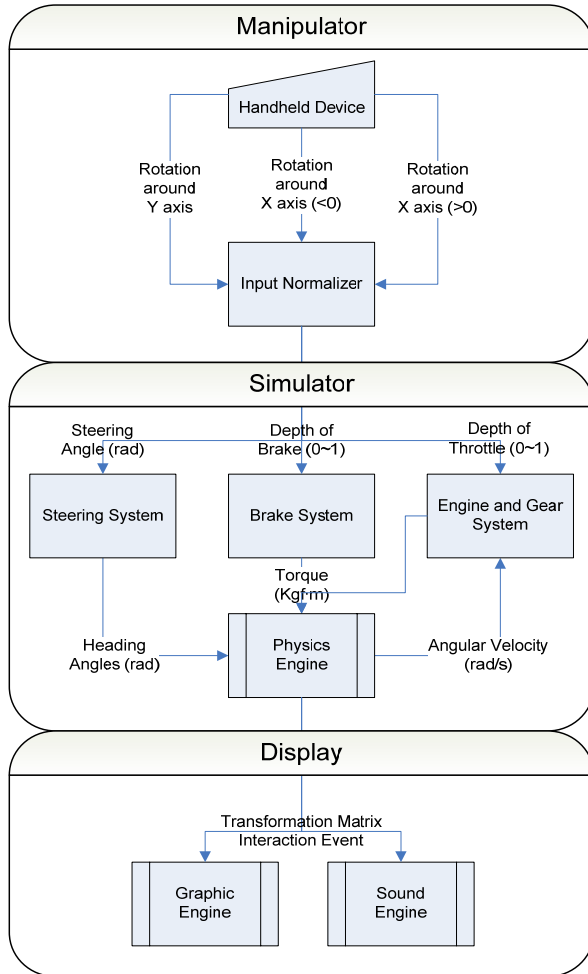 Manipulator
Handheld Device
Rotation
around
Y axis
Rotation
around
X axis (<0)
Rotation
around
X axis (>0)
Input Normalizer
Simulator
Steering
Angle (rad)
Depth of
Brake (0~1)
Depth of
Throttle (0~1)
Steering System
Brake System
Engine and Gear
System
Torque
(Kgf·m)
Heading
Angles (rad)
Physics
Engine
Angular Velocity
(rad/s)
Display
Transformation Matrix
Interaction Event
Graphic
Engine
Sound
Engine